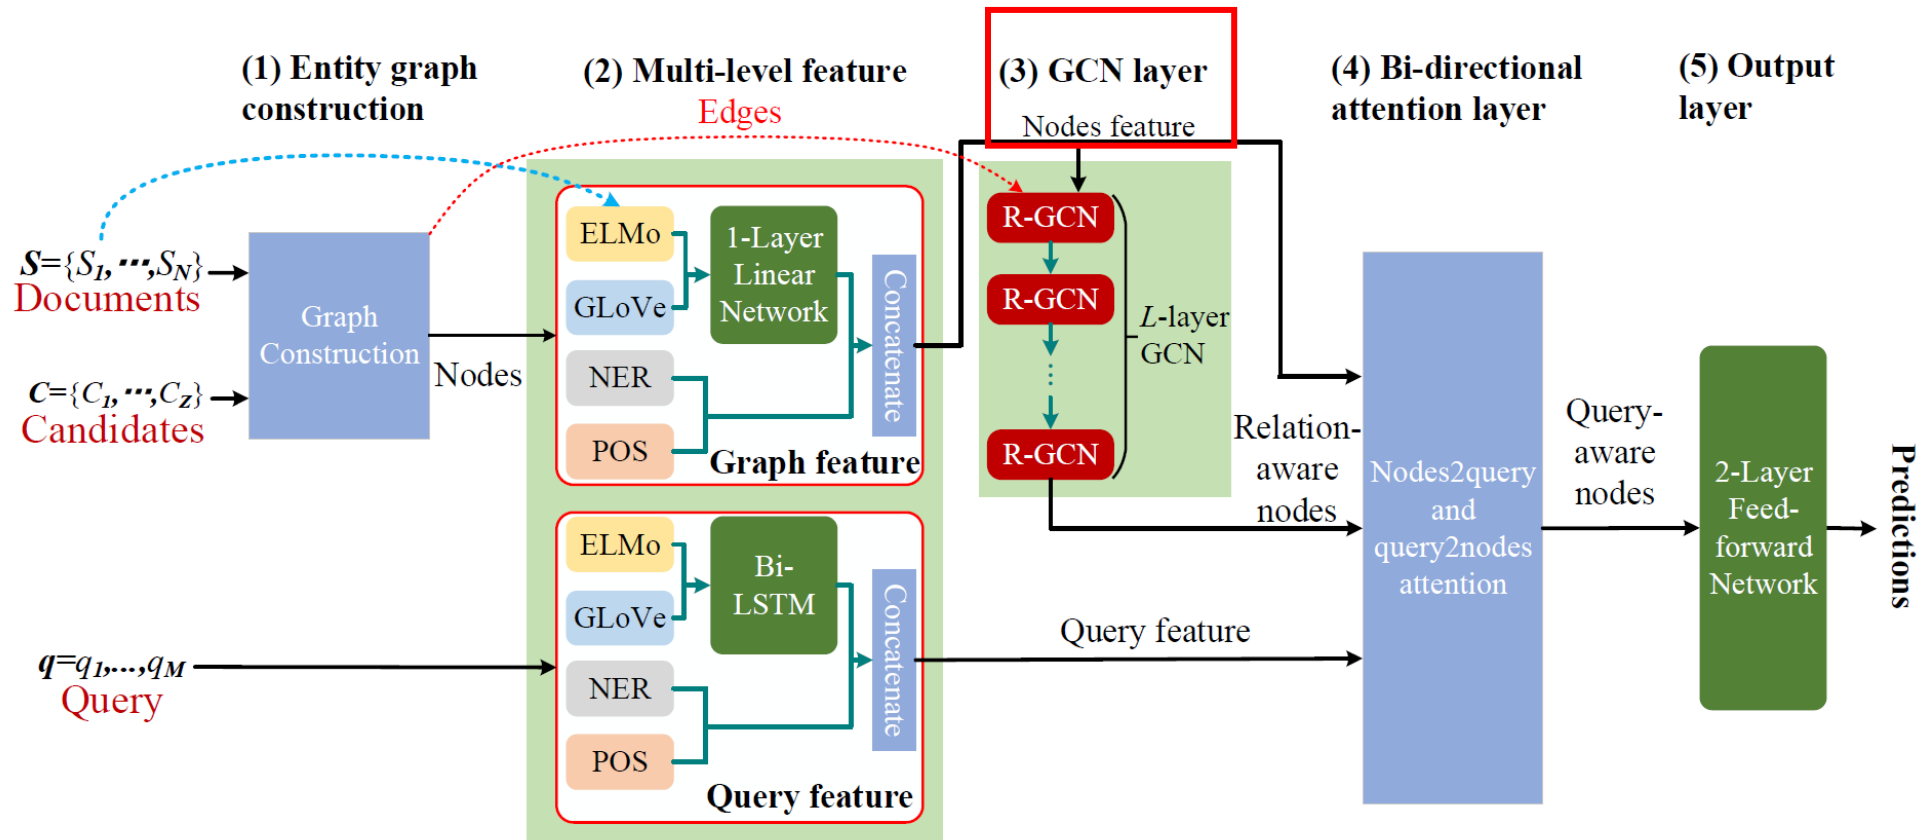 (1) Entity graph
construction
(2) Multi-level feature
Edges
(3) GCN layer
Nodes feature
(4) Bi-directional
attention layer
(5) Output
layer
S={S1,···,SN}
Documents
C={C1,···,CZ}
Candidates
Graph
Construction
Nodes
ELMo
GLoVe
NER
POS
1-Layer
Linear
Network
Concatenate
Graph feature
R-GCN
R-GCN
R-GCN
L-layer
GCN
Relation-
aware
nodes
q=q1,...,qM
Query
ELMo
GLoVe
NER
POS
Bi-
LSTM
Concatenate
Query feature
Query feature
Nodes2query
and
query2nodes
attention
Query-
aware
nodes
2-Layer
Feed-
forward
Network
Predictions